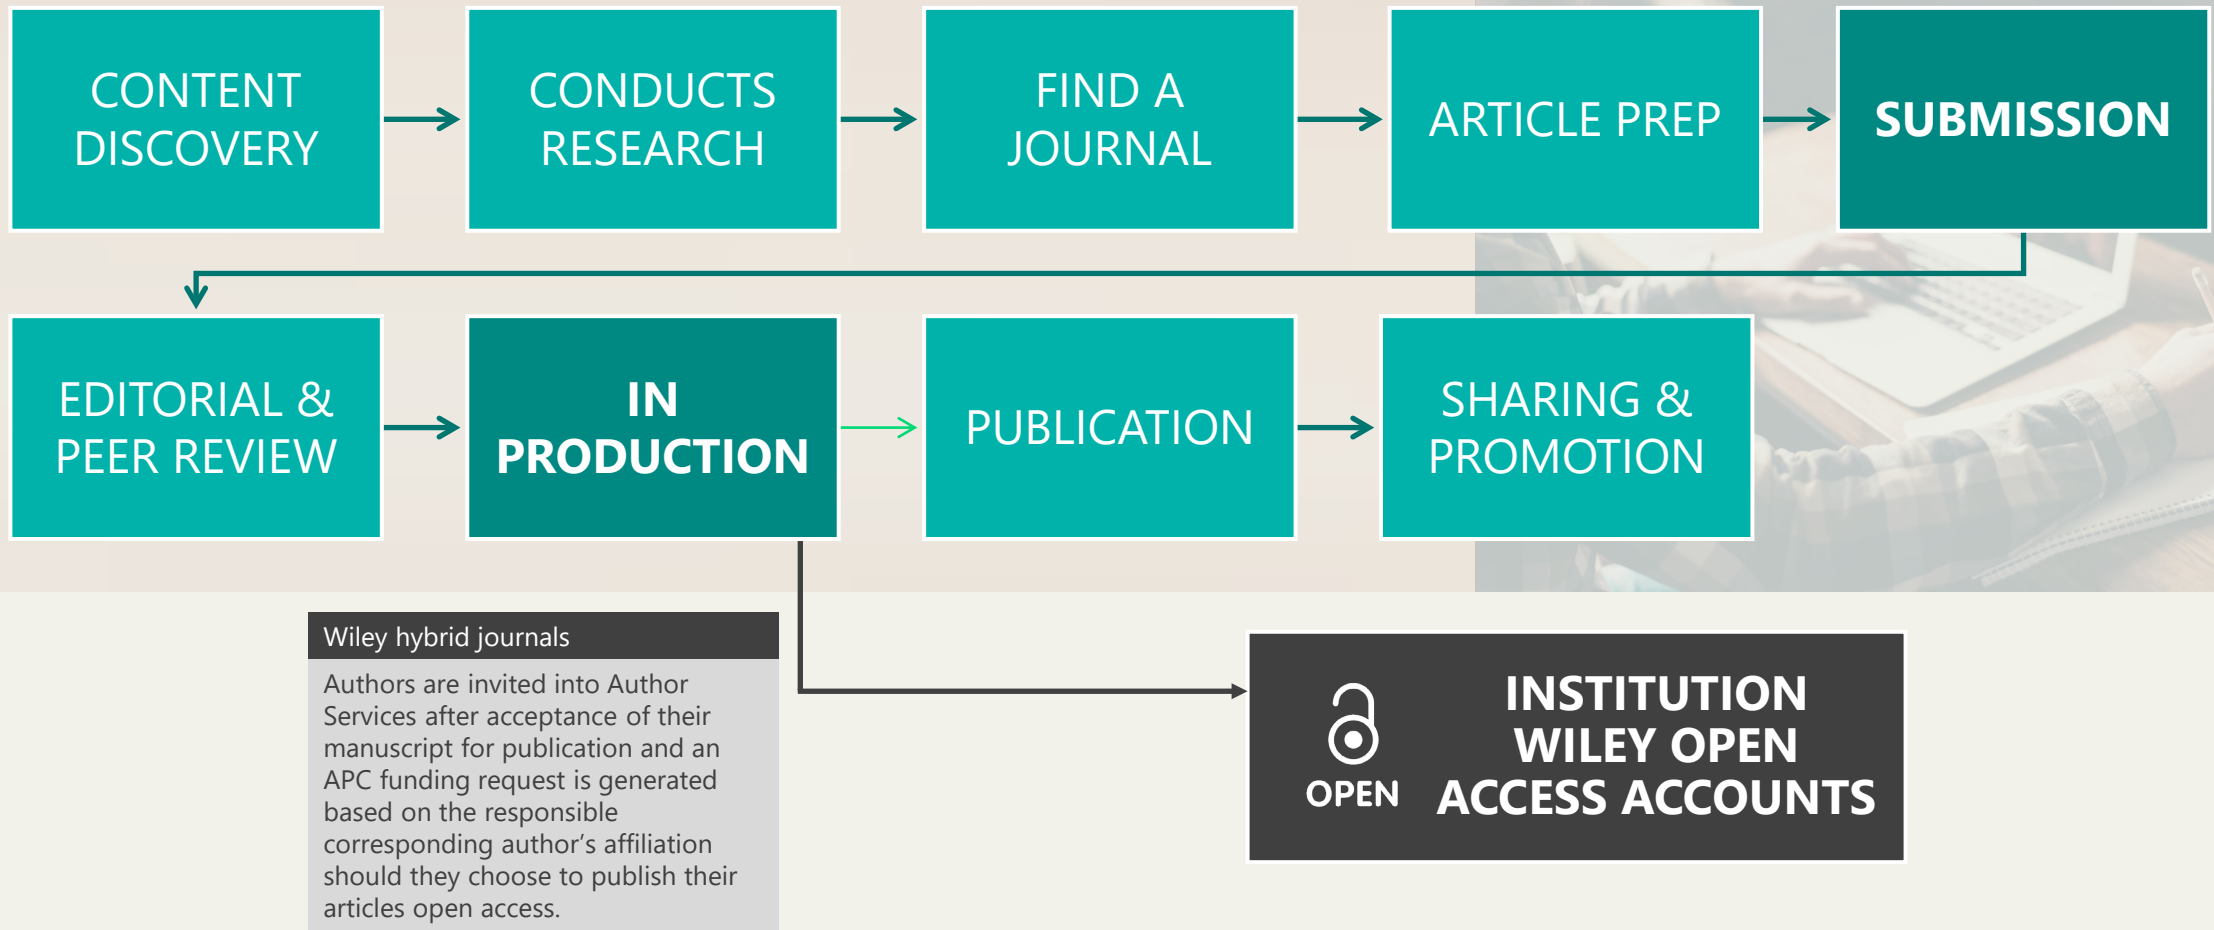 CONTENT
DISCOVERY
CONDUCTS
RESEARCH
FIND A
JOURNAL
ARTICLE PREP
SUBMISSION
EDITORIAL &
PEER REVIEW
IN
PRODUCTION
PUBLICATION
SHARING &
PROMOTION
Wiley hybrid journals
Authors are invited into Author
Services after acceptance of their
manuscript for publication and an
APC funding request is generated
based on the responsible
corresponding author’s affiliation
should they choose to publish their
articles open access.
OPEN
INSTITUTION
WILEY OPEN
ACCESS ACCOUNTS